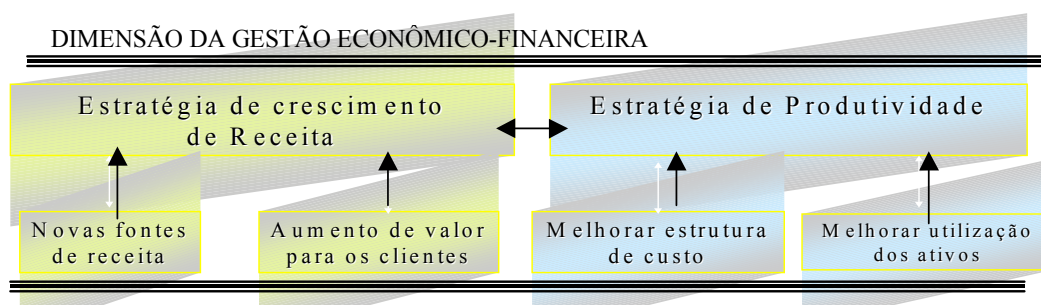 DIMENSÃO DA GESTÃO ECONÔMICO-FINANCEIRA
Estratégia de crescimento
de Receita
Estratégia de Produtividade
Novas fontes
de receita
Aumento de valor
para os clientes
Melhorar estrutura
de custo
Melhorar utilização
dos ativos